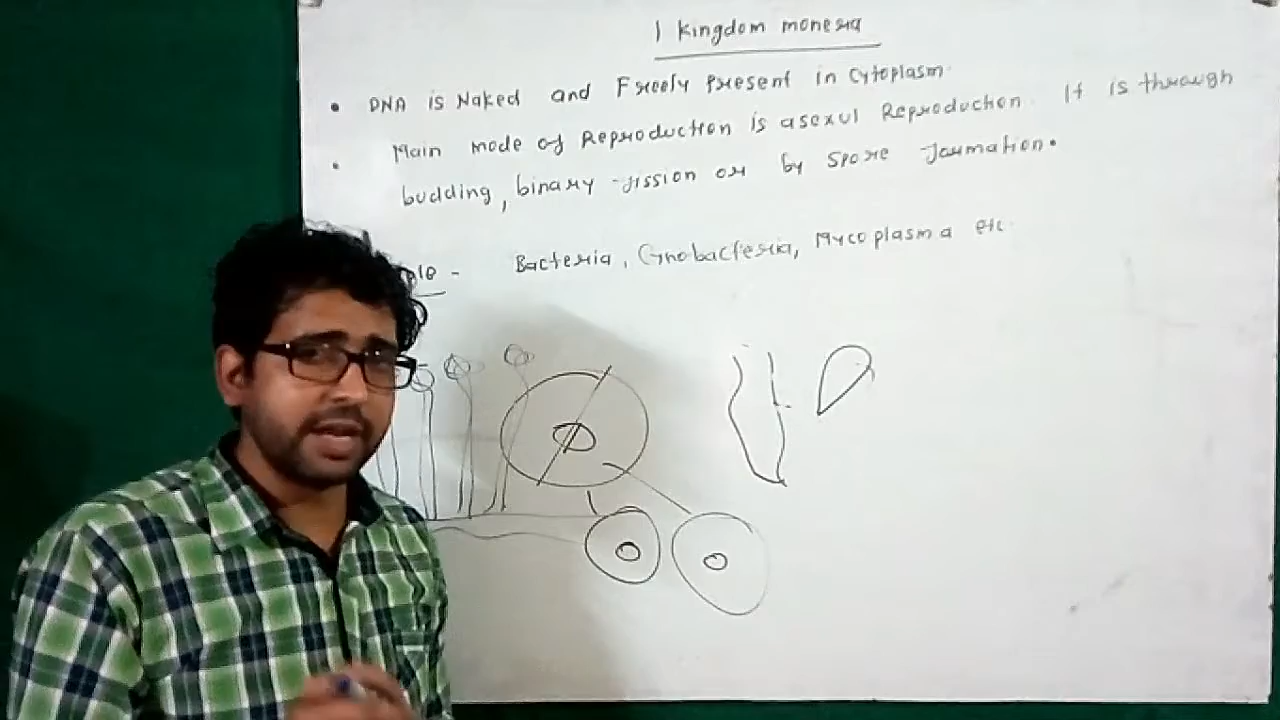 1 Kingdom monera
• DNA is Naked and Freely Present in Cytoplasm.
• Main mode of Reproduction is asexul Reproduction. It is through
budding, binary-fission or by spore formation.
ple - Bacteria, Cynobacteria, Mycoplasma etc.